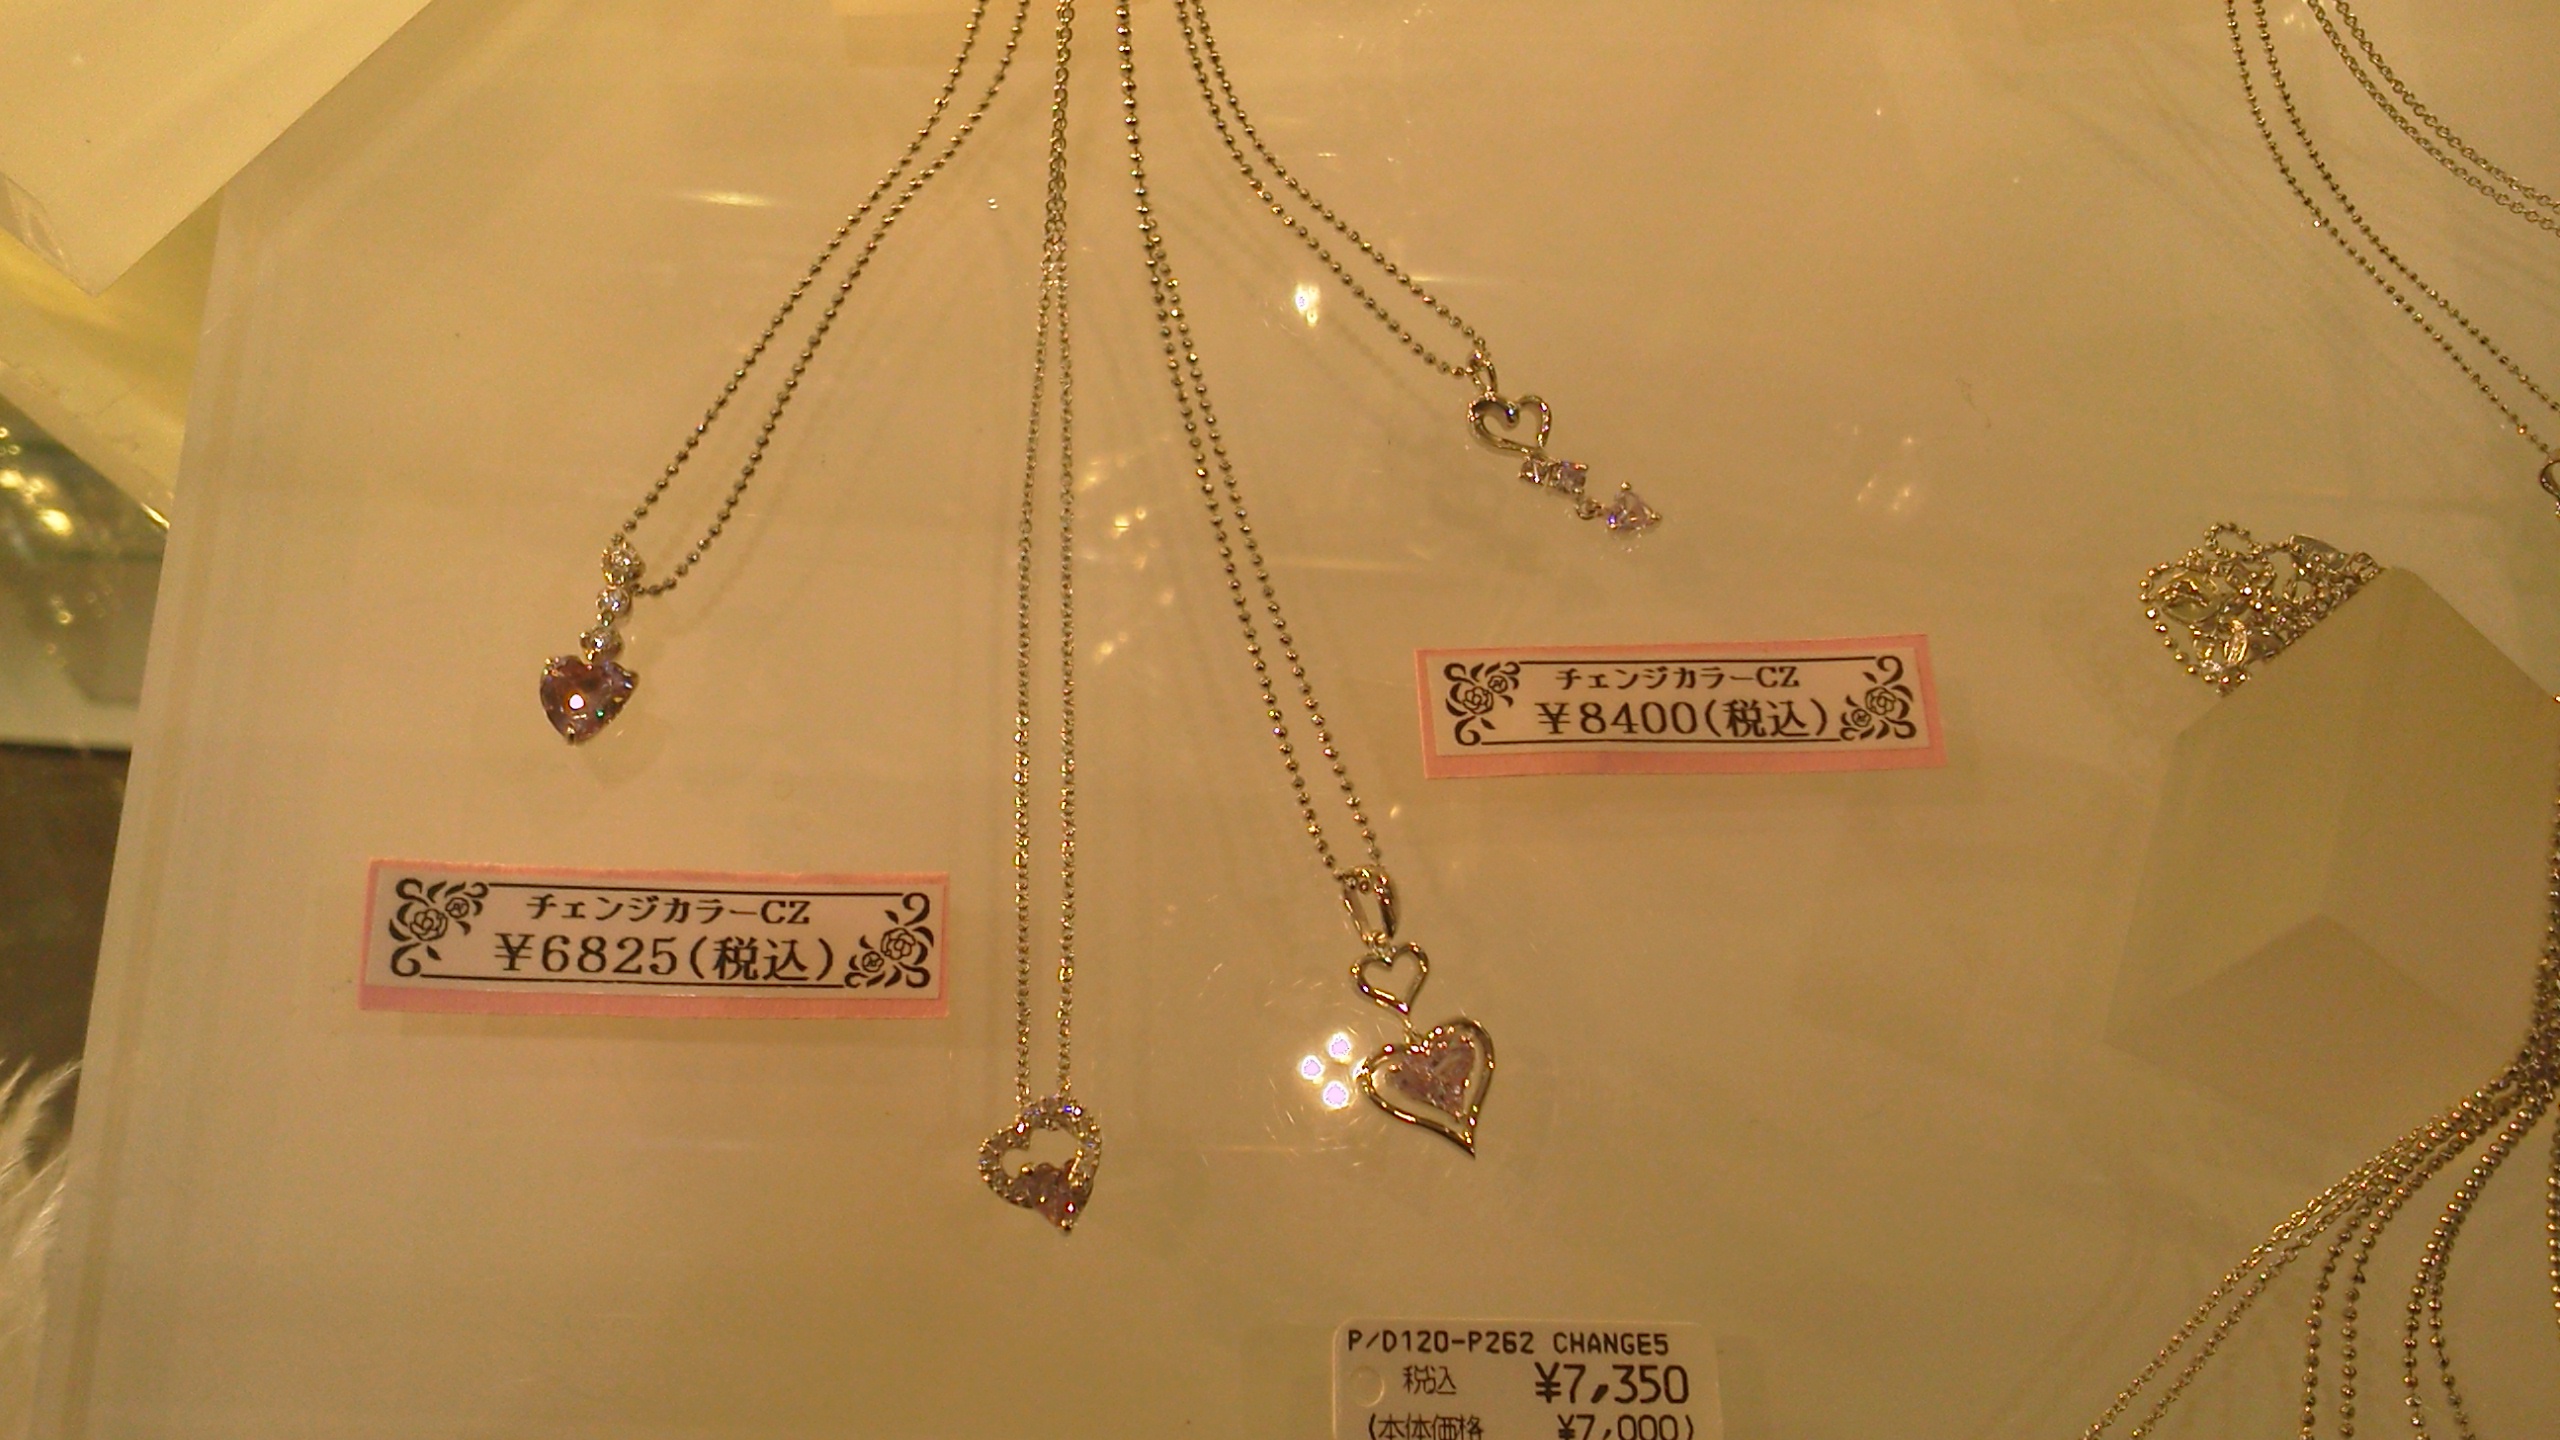 チェンジカラーCZ
¥8400(税込)
チェンジカラーCZ
¥6825(税込)
P/D120-P262 CHANGE5
税込 ¥7,350
(本体価格 ¥7,000)